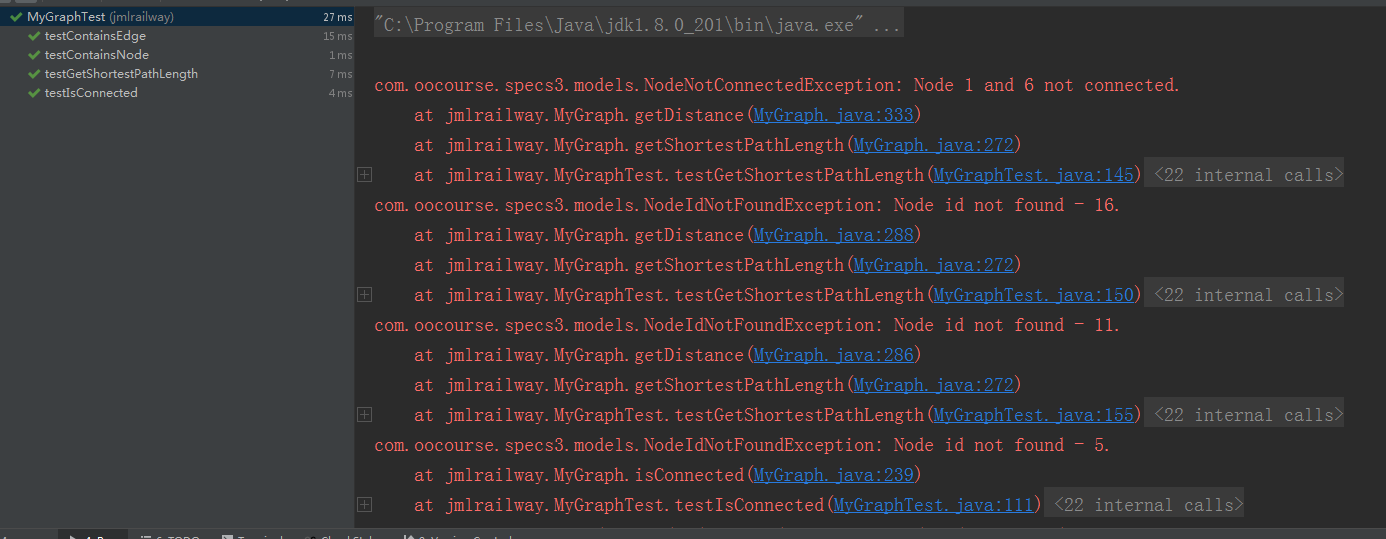 MyGraphTest (jmlrailway) 27 ms
testContainsEdge 15 ms
testContainsNode 1 ms
testGetShortestPathLength 7 ms
testIsConnected 4 ms
"C:\Program Files\Java\jdk1.8.0_201\bin\java.exe" ...
com.oocourse.specs3.models.NodeNotConnectedException: Node 1 and 6 not connected.
at jmlrailway.MyGraph.getDistance(MyGraph.java:333)
at jmlrailway.MyGraph.getShortestPathLength(MyGraph.java:272)
at jmlrailway.MyGraphTest.testGetShortestPathLength(MyGraphTest.java:145) <22 internal calls>
com.oocourse.specs3.models.NodeIdNotFoundException: Node id not found - 16.
at jmlrailway.MyGraph.getDistance(MyGraph.java:288)
at jmlrailway.MyGraph.getShortestPathLength(MyGraph.java:272)
at jmlrailway.MyGraphTest.testGetShortestPathLength(MyGraphTest.java:150) <22 internal calls>
com.oocourse.specs3.models.NodeIdNotFoundException: Node id not found - 11.
at jmlrailway.MyGraph.getDistance(MyGraph.java:286)
at jmlrailway.MyGraph.getShortestPathLength(MyGraph.java:272)
at jmlrailway.MyGraphTest.testGetShortestPathLength(MyGraphTest.java:155) <22 internal calls>
com.oocourse.specs3.models.NodeIdNotFoundException: Node id not found - 5.
at jmlrailway.MyGraph.isConnected(MyGraph.java:239)
at jmlrailway.MyGraphTest.testIsConnected(MyGraphTest.java:111) <22 internal calls>